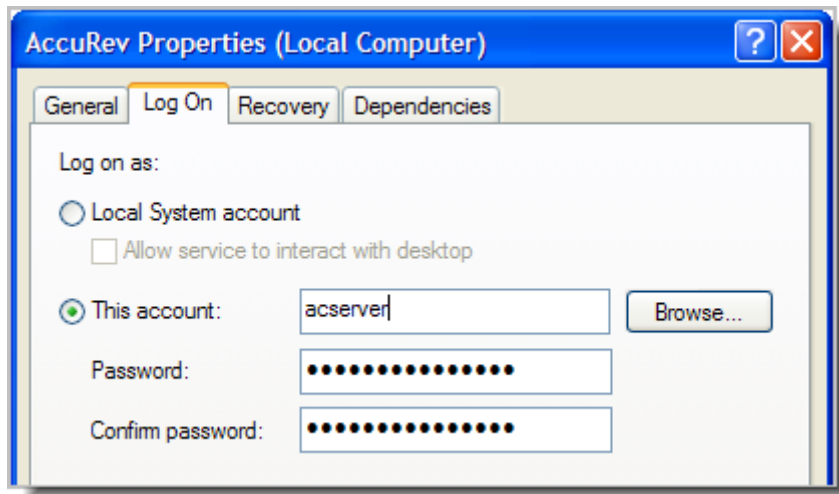 AccuRev Properties (Local Computer)
?
General Log On Recovery Dependencies
Log on as:
Local System account
Allow service to interact with desktop
This account: acserver Browse...
Password: •••••••••••••••
Confirm password: •••••••••••••••